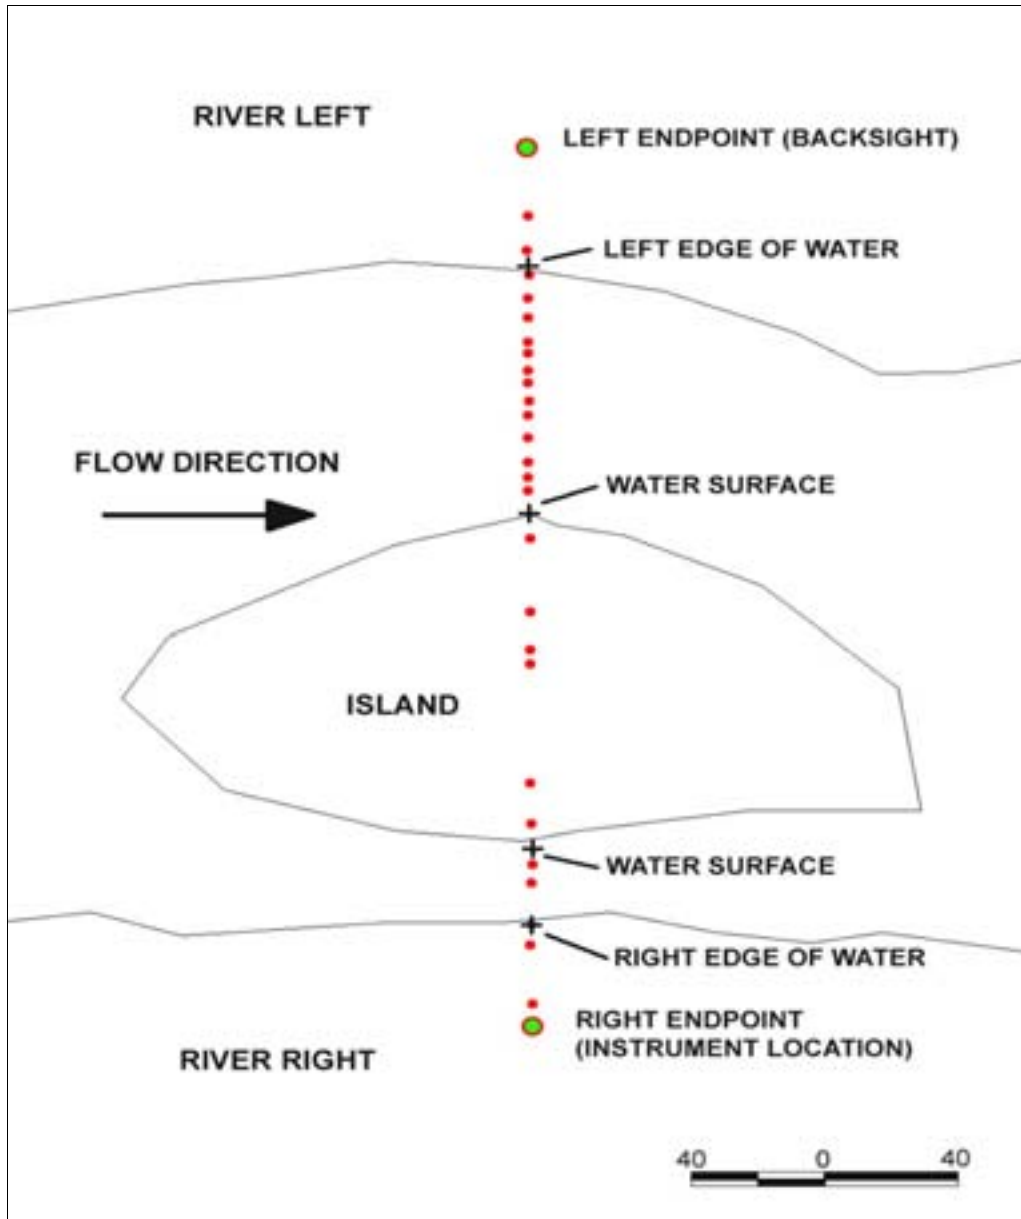 RIVER LEFT
LEFT ENDPOINT (BACKSIGHT)
LEFT EDGE OF WATER
FLOW DIRECTION
WATER SURFACE
ISLAND
WATER SURFACE
RIGHT EDGE OF WATER
RIGHT ENDPOINT
(INSTRUMENT LOCATION)
RIVER RIGHT
40 0 40